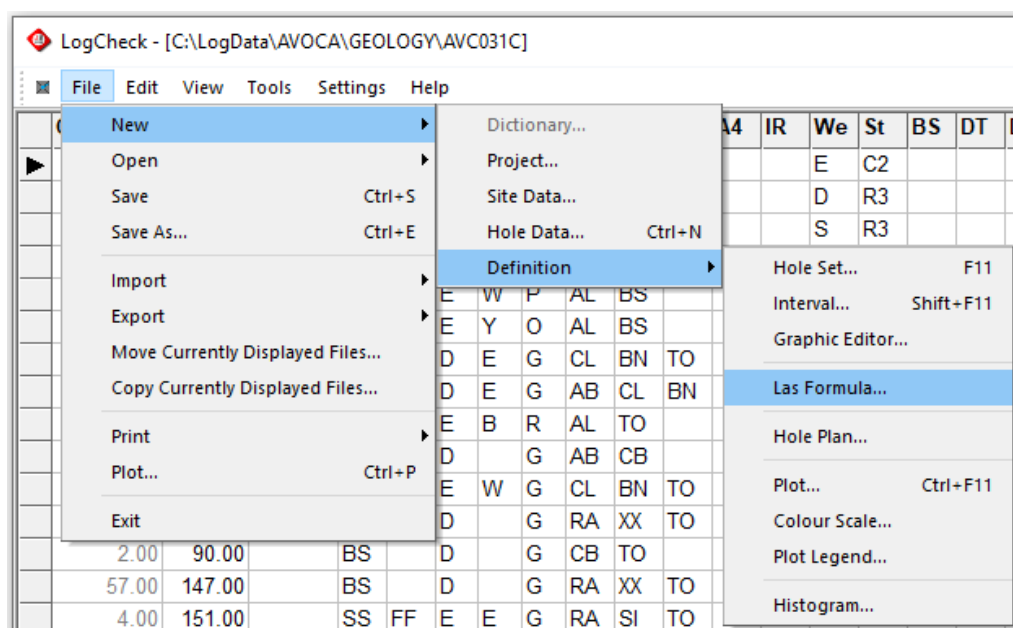 LogCheck - [C:\LogData\AVOCA\GEOLOGY\AVC031C]
File Edit View Tools Settings Help
New
Open
Save Ctrl+S
Save As... Ctrl+E
Import
Export
Move Currently Displayed Files...
Copy Currently Displayed Files...
Print
Plot... Ctrl+P
Exit
Dictionary...
Project...
Site Data...
Hole Data... Ctrl+N
Definition
Hole Set... F11
Interval... Shift+F11
Graphic Editor...
Las Formula...
Hole Plan...
Plot... Ctrl+F11
Colour Scale...
Plot Legend...
Histogram...
A4 IR We St BS DT
E C2
D R3
S R3
E W P AL BS
E Y O AL BS
D E G CL BN TO
D E G AB CL BN
E B R AL TO
D G AB CB
E W G CL BN TO
D G RA XX TO
2.00 90.00 BS D G CB TO
57.00 147.00 BS D G RA XX TO
4.00 151.00 SS FF E E G RA SI TO